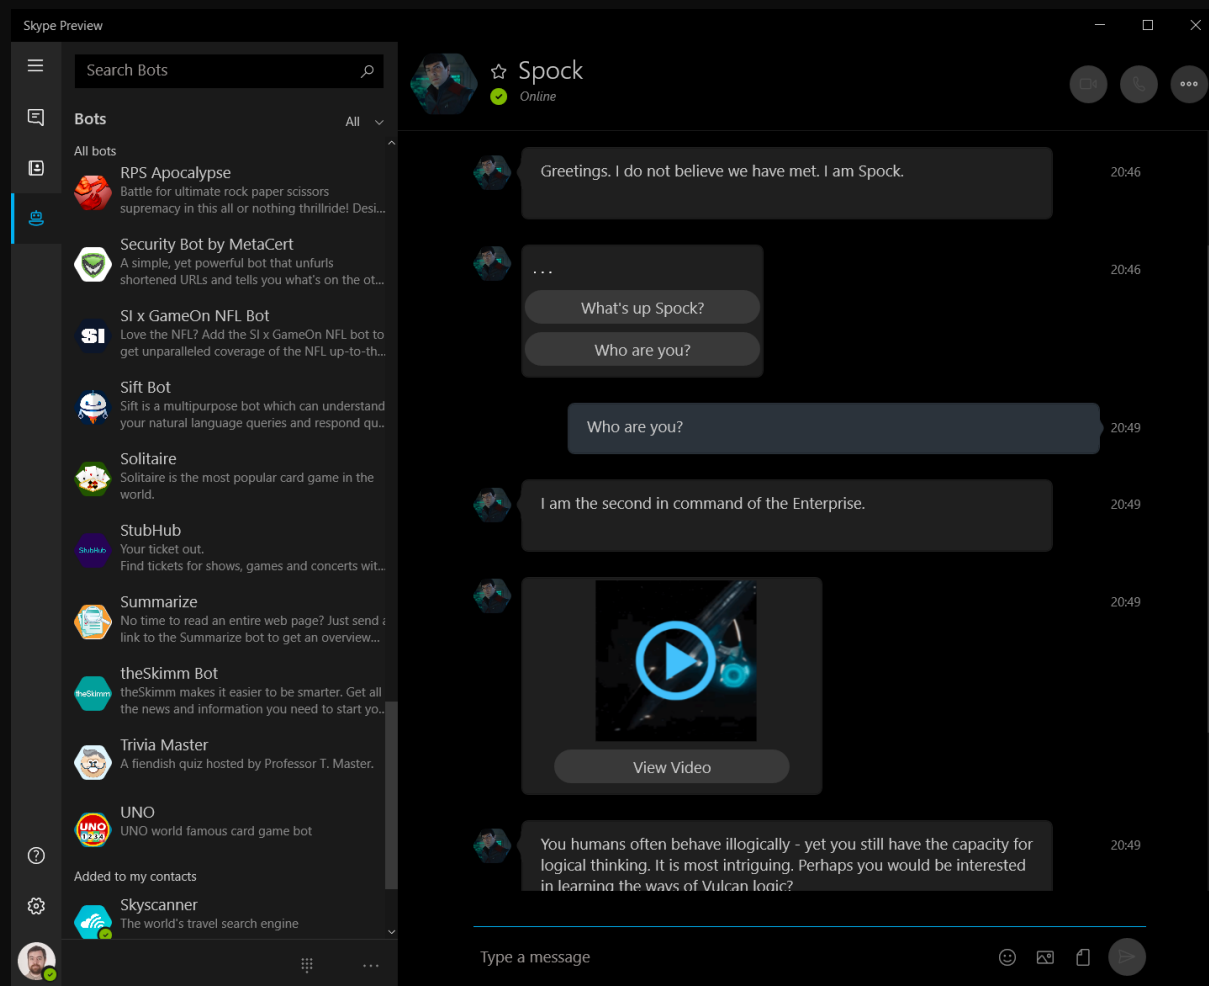 Skype Preview
Search Bots
Bots
All
All bots
RPS Apocalypse
Battle for ultimate rock paper scissors
supremacy in this all or nothing thrillride! Desi...
Security Bot by MetaCert
A simple, yet powerful bot that unfurls
shortened URLs and tells you what's on the ot...
SI
SI x GameOn NFL Bot
Love the NFL? Add the SI x GameOn NFL bot to
get unparalleled coverage of the NFL up-to-th...
Sift Bot
Sift is a multipurpose bot which can understand
your natural language queries and respond qu...
Solitaire
Solitaire is the most popular card game in the
world.
StubHub
StubHub
Your ticket out.
Find tickets for shows, games and concerts wit...
Summarize
No time to read an entire web page? Just send a
link to the Summarize bot to get an overview...
theSkimm
theSkimm Bot
theSkimm makes it easier to be smarter. Get all
the news and information you need to start yo...
Trivia Master
A fiendish quiz hosted by Professor T. Master.
UNO
1234
UNO
UNO world famous card game bot
Added to my contacts
Skyscanner
The world's travel search engine
Spock
Online
Greetings. I do not believe we have met. I am Spock.
20:46
...
20:46
What's up Spock?
Who are you?
Who are you?
20:49
I am the second in command of the Enterprise.
20:49
20:49
View Video
You humans often behave illogically - yet you still have the capacity for
20:49
logical thinking. It is most intriguing. Perhaps you would be interested
in learning the ways of Vulcan logic?
Type a message